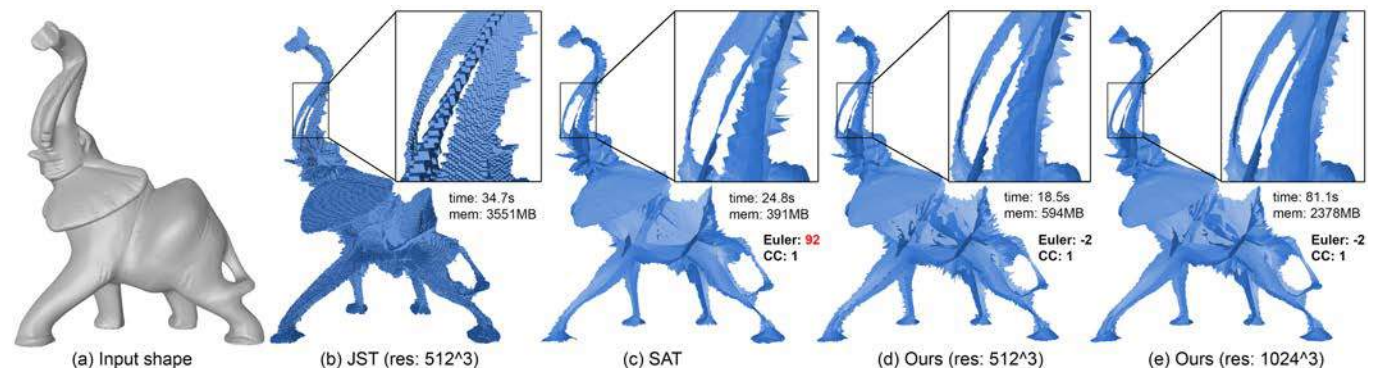 time: 34.7s
mem: 3551MB
time: 24.8s
mem: 391MB
Euler: 92
CC: 1
time: 18.5s
mem: 594MB
Euler: -2
CC: 1
time: 81.1s
mem: 2378MB
Euler: -2
CC: 1
(a) Input shape
(b) JST (res: 512^3)
(c) SAT
(d) Ours (res: 512^3)
(e) Ours (res: 1024^3)